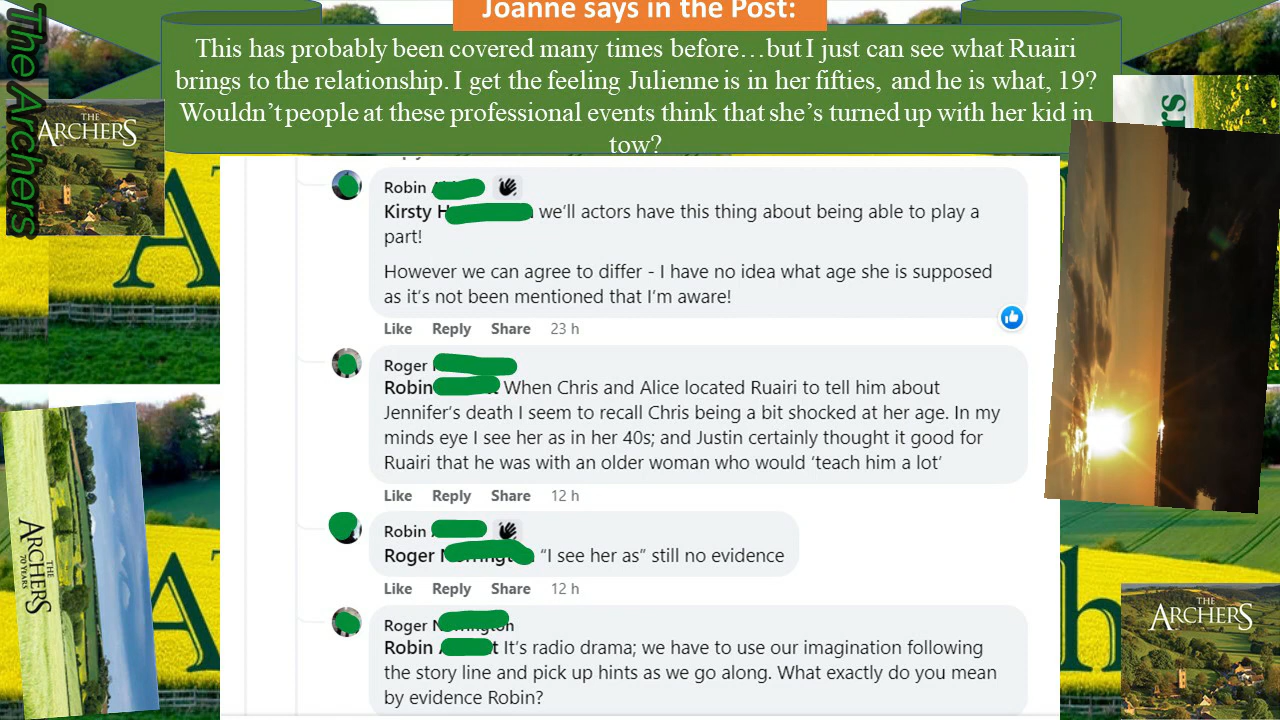 Joanne says in the Post:
This has probably been covered many times before…but I just can see what Ruairi
brings to the relationship. I get the feeling Julienne is in her fifties, and he is what, 19?
Wouldn’t people at these professional events think that she’s turned up with her kid in
tow?
The Archers
THE
ARCHERS
Robin
Kirsty H we’ll actors have this thing about being able to play a
part!
However we can agree to differ - I have no idea what age she is supposed
as it’s not been mentioned that I’m aware!
Like Reply Share 23 h
Roger
Robin When Chris and Alice located Ruairi to tell him about
Jennifer’s death I seem to recall Chris being a bit shocked at her age. In my
minds eye I see her as in her 40s; and Justin certainly thought it good for
Ruairi that he was with an older woman who would ‘teach him a lot’
Like Reply Share 12 h
Robin
Roger “I see her as” still no evidence
Like Reply Share 12 h
Roger
Robin It’s radio drama; we have to use our imagination following
the story line and pick up hints as we go along. What exactly do you mean
by evidence Robin?
THE
ARCHERS
70 YEARS
THE
ARCHERS